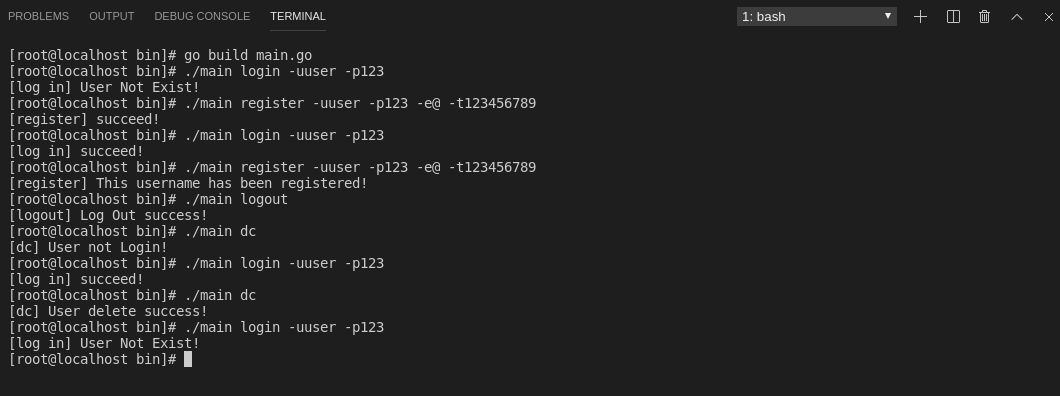 PROBLEMS OUTPUT DEBUG CONSOLE TERMINAL 1: bash
[root@localhost bin]# go build main.go
[root@localhost bin]# ./main login -uuser -p123
[log in] User Not Exist!
[root@localhost bin]# ./main register -uuser -p123 -e@ -t123456789
[register] succeed!
[root@localhost bin]# ./main login -uuser -p123
[log in] succeed!
[root@localhost bin]# ./main register -uuser -p123 -e@ -t123456789
[register] This username has been registered!
[root@localhost bin]# ./main logout
[logout] Log Out success!
[root@localhost bin]# ./main dc
[dc] User not Login!
[root@localhost bin]# ./main login -uuser -p123
[log in] succeed!
[root@localhost bin]# ./main dc
[dc] User delete success!
[root@localhost bin]# ./main login -uuser -p123
[log in] User Not Exist!
[root@localhost bin]#